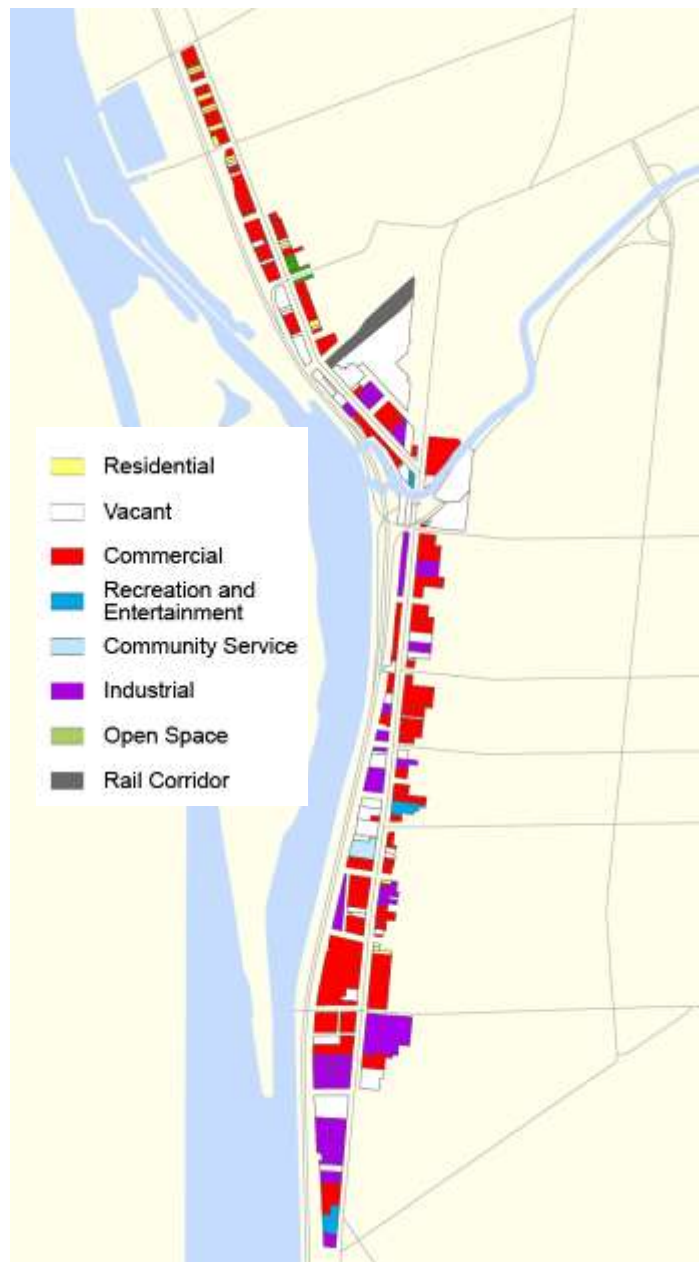 Residential
Vacant
Commercial
Recreation and
Entertainment
Community Service
Industrial
Open Space
Rail Corridor